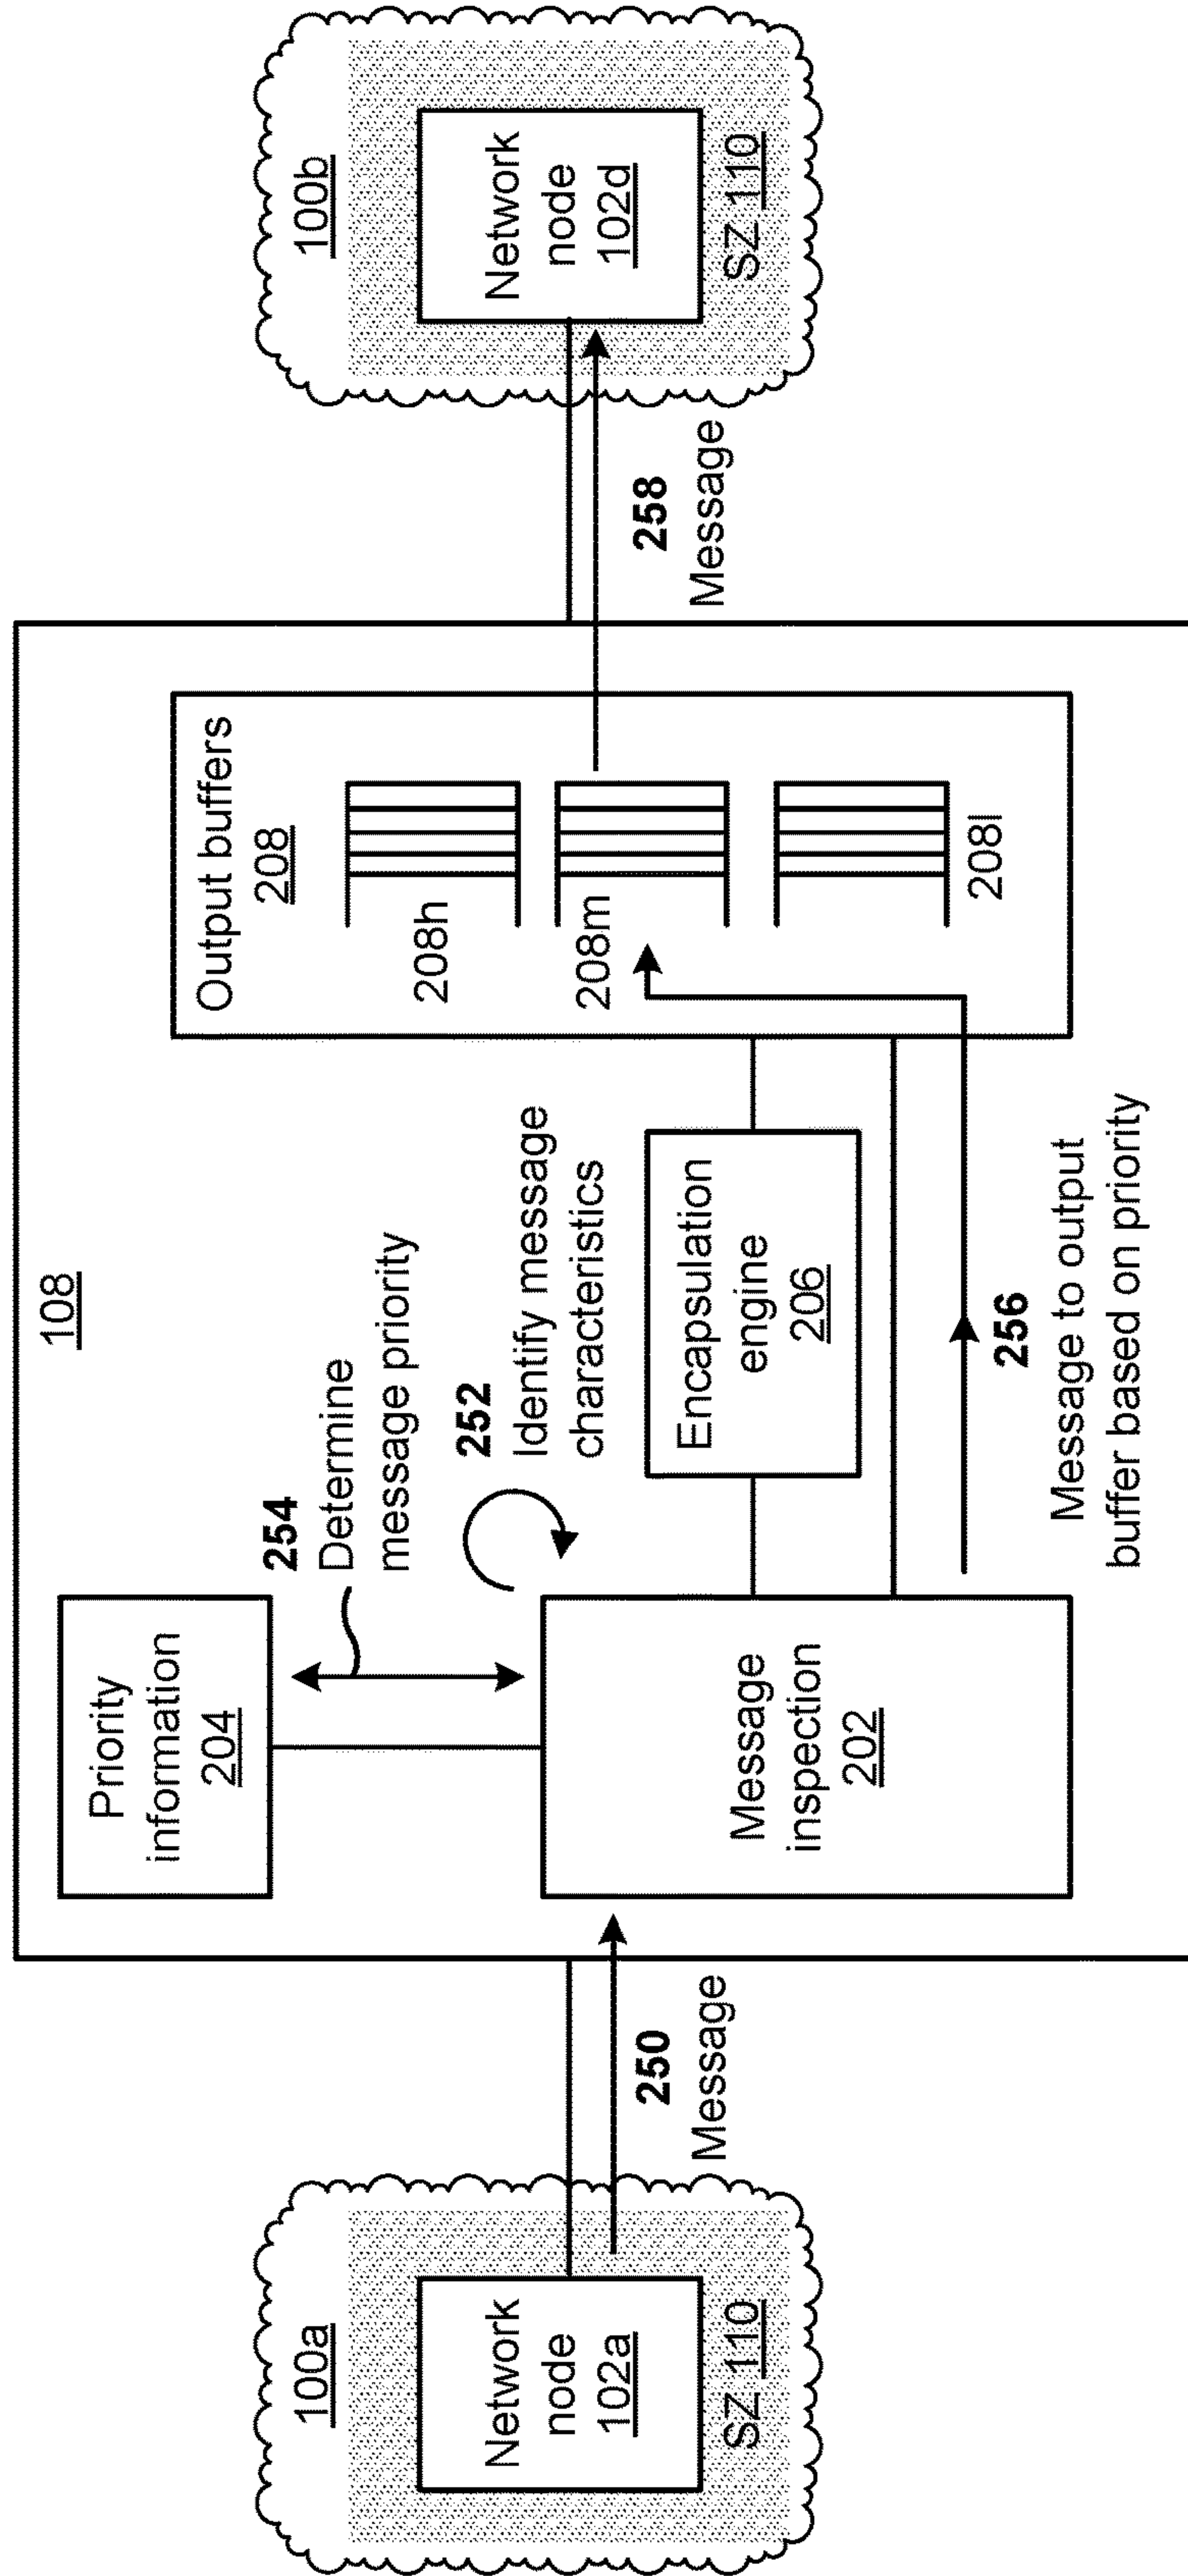 108
100a
Network
node
102a
SZ 110
250
Message
Priority
information
204
254
Determine
message priority
252
Identify message
characteristics
Message
inspection
202
Encapsulation
engine
206
256
Message to output
buffer based on priority
Output buffers
208
208h
208m
208l
258
Message
100b
Network
node
102d
SZ 110